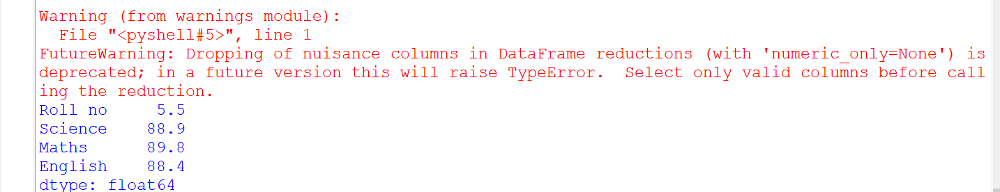 Warning (from warnings module):
  File "<pyshell#5>", line 1
FutureWarning: Dropping of nuisance columns in DataFrame reductions (with 'numeric_only=None') is
deprecated; in a future version this will raise TypeError.  Select only valid columns before call
ing the reduction.
Roll no     5.5
Science    88.9
Maths      89.8
English    88.4
dtype: float64